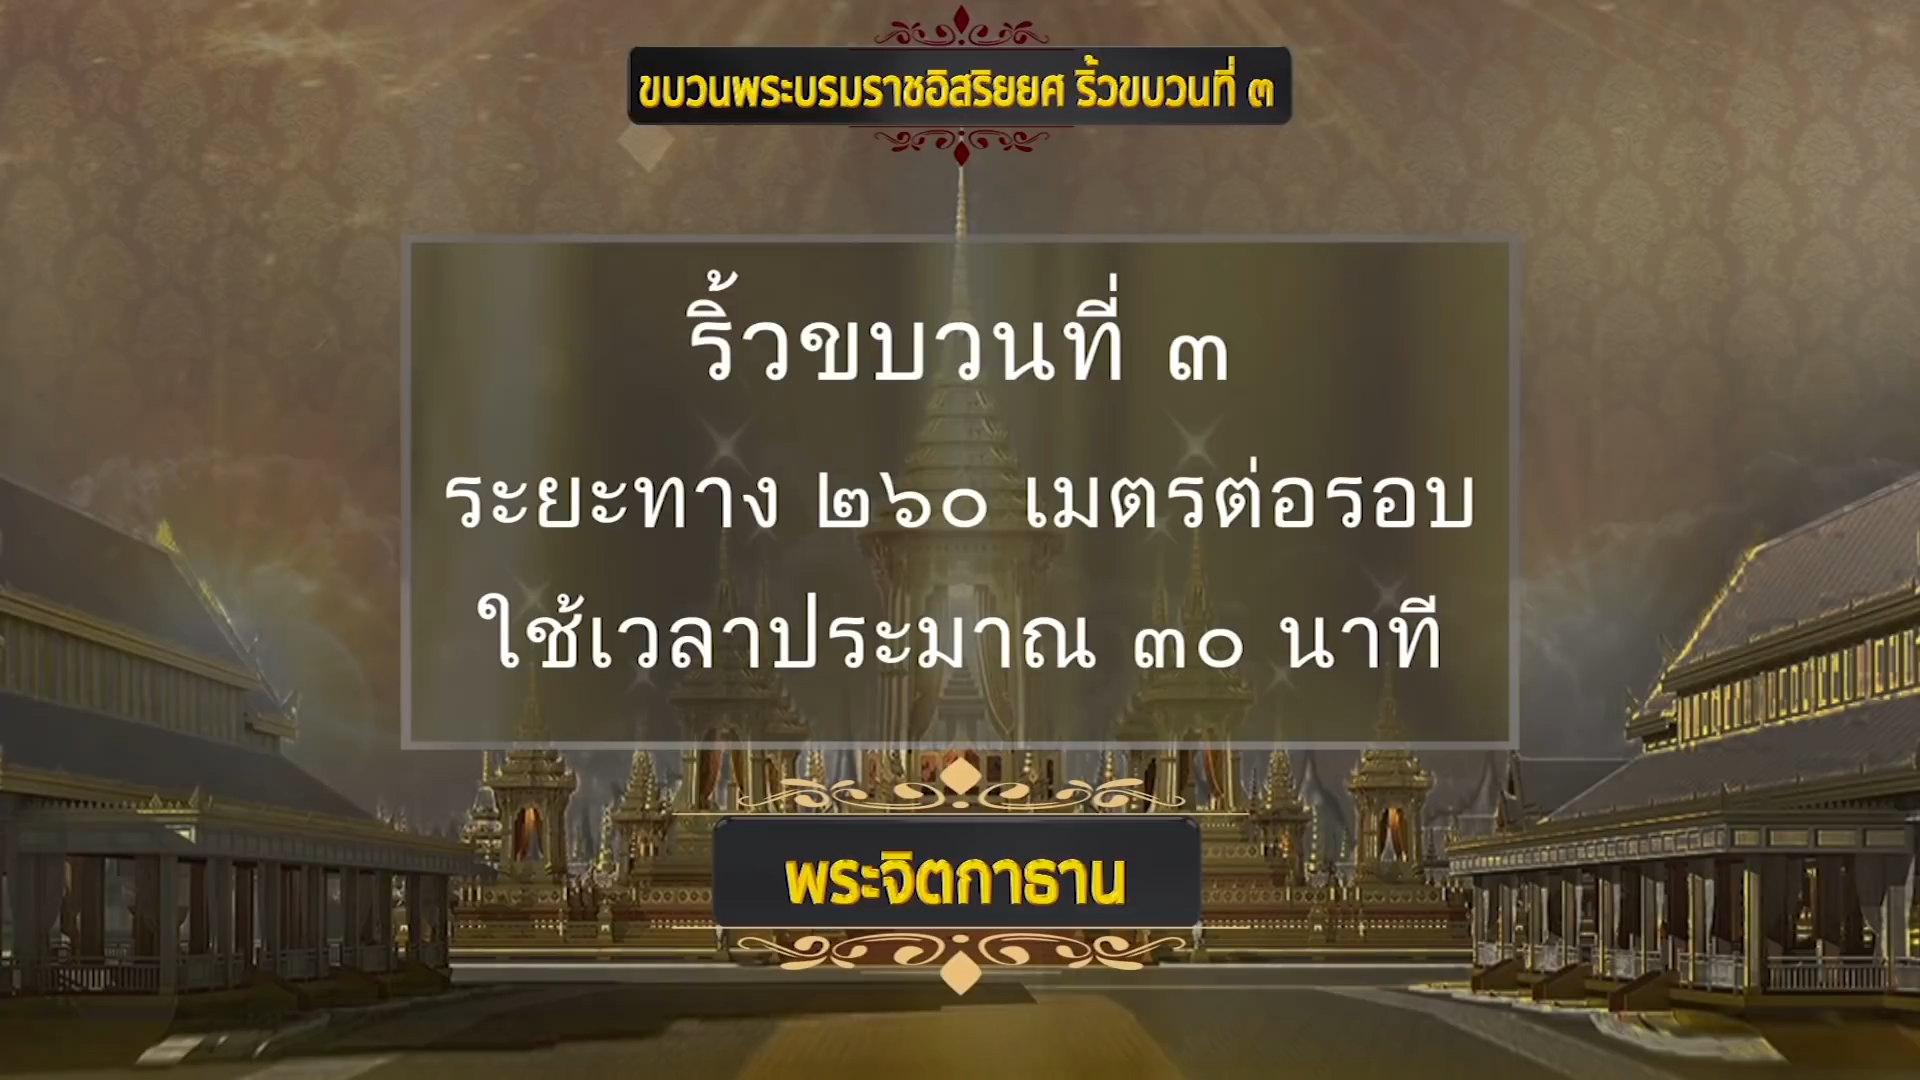 ขบวนพระบรมราชอิสริยยศ ริ้วขบวนที่ ๓
ริ้วขบวนที่ ๓
ระยะทาง ๒๖๐ เมตรต่อรอบ
ใช้เวลาประมาณ ๓๐ นาที
พระจิตกาธาน